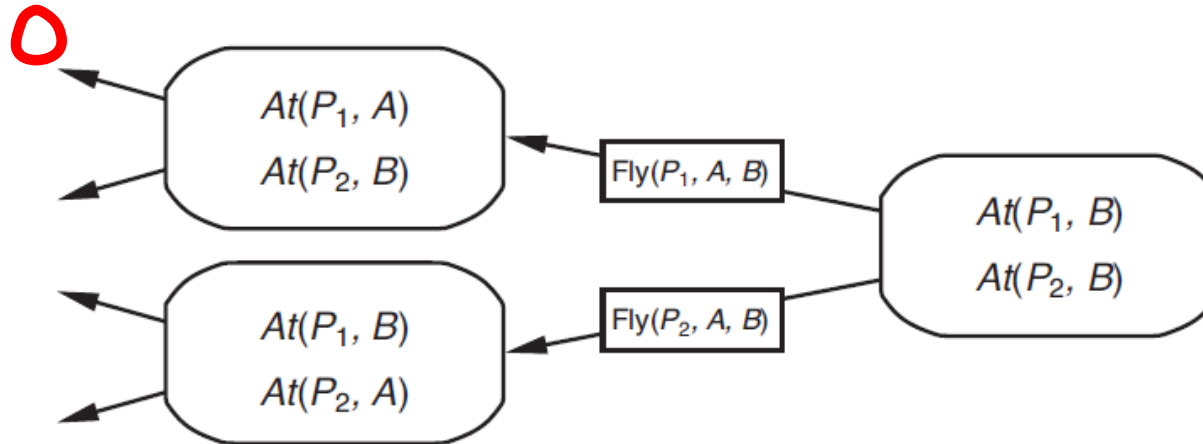 At(P₁, A)
At(P₂, B)
Fly(P₁, A, B)
At(P₁, B)
At(P₂, B)
At(P₁, B)
At(P₂, A)
Fly(P₂, A, B)